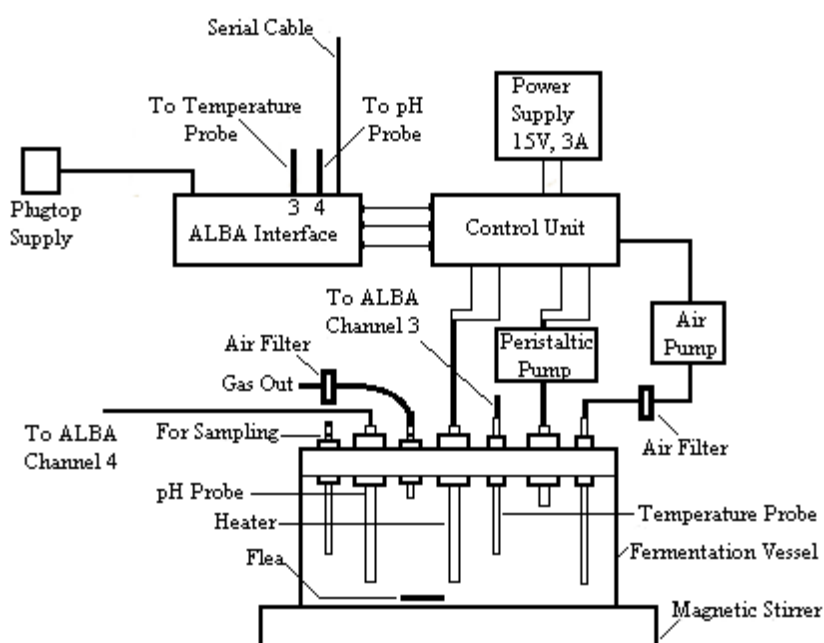 Serial Cable
To Temperature
Probe
To pH
Probe
Power
Supply
15V, 3A
Plugtop
Supply
3 4
ALBA Interface
Control Unit
To ALBA
Channel 3
Air
Pump
Peristaltic
Pump
Air Filter
Gas Out
To ALBA
Channel 4
For Sampling
Air Filter
pH Probe
Heater
Temperature Probe
Flea
Fermentation Vessel
Magnetic Stirrer